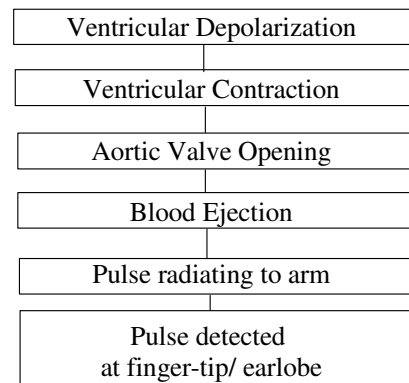 Ventricular Depolarization
Ventricular Contraction
Aortic Valve Opening
Blood Ejection
Pulse radiating to arm
Pulse detected
at finger-tip/ earlobe